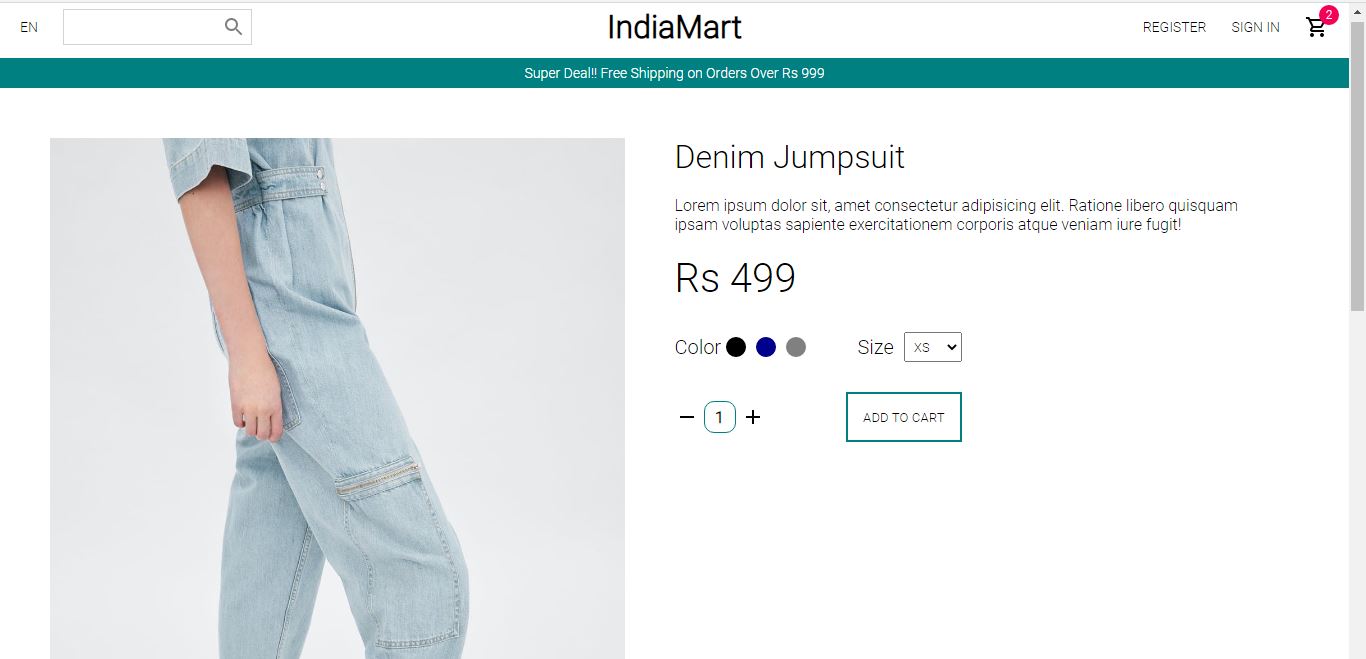 EN
IndiaMart
REGISTER
SIGN IN
2
Super Deal!! Free Shipping on Orders Over Rs 999
Denim Jumpsuit
Lorem ipsum dolor sit, amet consectetur adipisicing elit. Ratione libero quisquam
ipsam voluptas sapiente exercitationem corporis atque veniam iure fugit!
Rs 499
Color
Size
XS
1
ADD TO CART